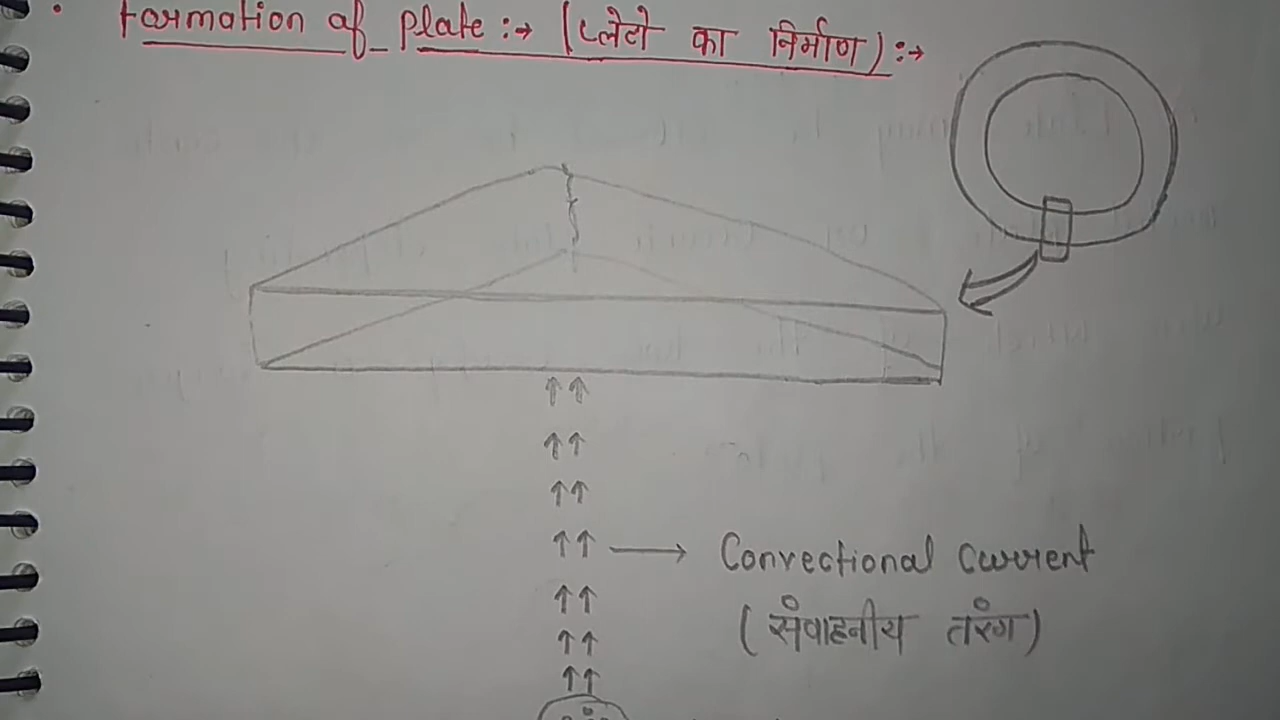 Formation of Plate :→ (प्लेटो का निर्माण) :→
Convectional Current
(संवाहनीय तरंग)